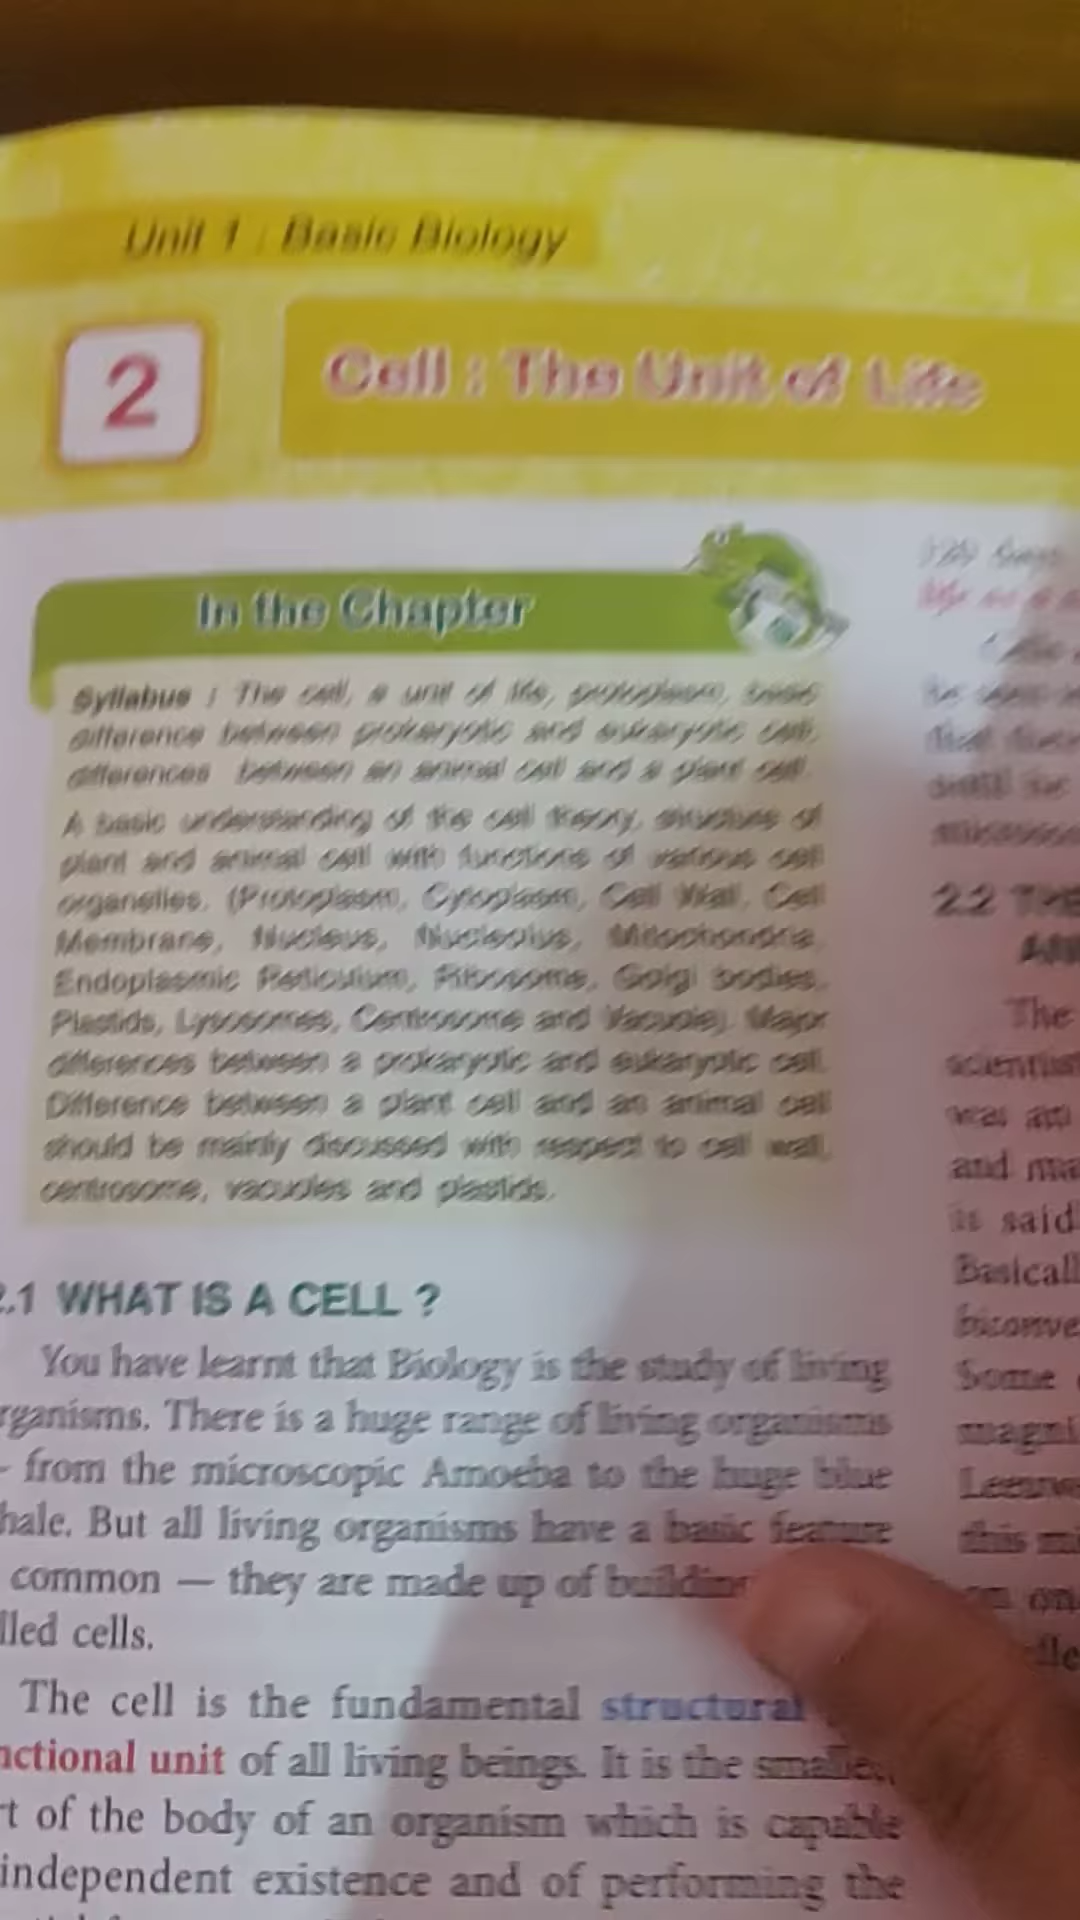 Unit 1 : Basic Biology
2
Cell : The Unit of Life
In the Chapter
Syllabus : The cell, a unit of life, protoplasm, basic
difference between prokaryotic and eukaryotic cell,
differences between an animal cell and a plant cell.
A basic understanding of the cell theory, structure of
plant and animal cell with functions of various cell
organelles. (Protoplasm, Cytoplasm, Cell Wall, Cell
Membrane, Nucleus, Nucleolus, Mitochondria,
Endoplasmic Reticulum, Ribosome, Golgi bodies,
Plastids, Lysosomes, Centrosome and Vacuole). Major
differences between a prokaryotic and eukaryotic cell.
Difference between a plant cell and an animal cell
should be mainly discussed with respect to cell wall,
centrosome, vacuoles and plastids.
.1 WHAT IS A CELL ?
You have learnt that Biology is the study of living
rganisms. There is a huge range of living organisms
– from the microscopic Amoeba to the huge blue
hale. But all living organisms have a basic feature
common — they are made up of building
lled cells.
The cell is the fundamental structural
nctional unit of all living beings. It is the smallest
rt of the body of an organism which is capable
independent existence and of performing the
2.2 THE
The
scientist
was an
and ma
is said
Basicall
biconve
Some
magni
Leeuwe
this mi
on